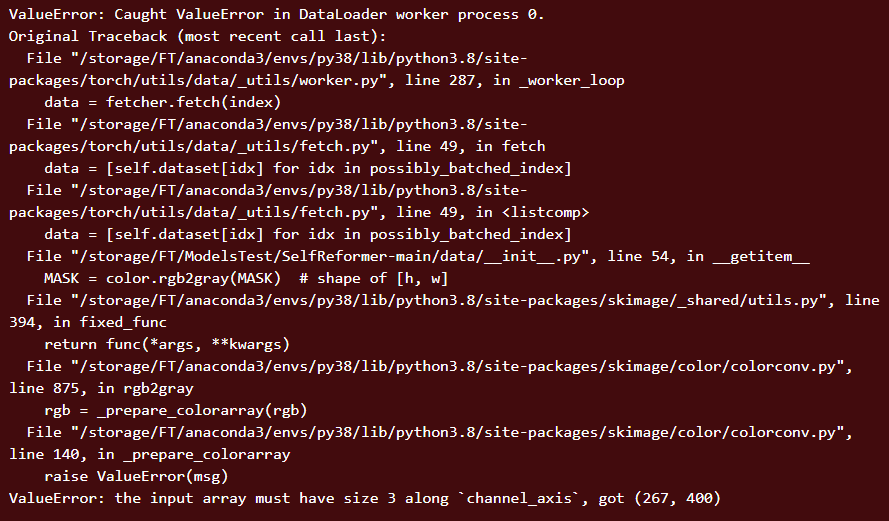 ValueError: Caught ValueError in DataLoader worker process 0.
Original Traceback (most recent call last):
  File "/storage/FT/anaconda3/envs/py38/lib/python3.8/site-
packages/torch/utils/data/_utils/worker.py", line 287, in _worker_loop
    data = fetcher.fetch(index)
  File "/storage/FT/anaconda3/envs/py38/lib/python3.8/site-
packages/torch/utils/data/_utils/fetch.py", line 49, in fetch
    data = [self.dataset[idx] for idx in possibly_batched_index]
  File "/storage/FT/anaconda3/envs/py38/lib/python3.8/site-
packages/torch/utils/data/_utils/fetch.py", line 49, in <listcomp>
    data = [self.dataset[idx] for idx in possibly_batched_index]
  File "/storage/FT/ModelsTest/SelfReformer-main/data/__init__.py", line 54, in __getitem__
    MASK = color.rgb2gray(MASK)  # shape of [h, w]
  File "/storage/FT/anaconda3/envs/py38/lib/python3.8/site-packages/skimage/_shared/utils.py", line
394, in fixed_func
    return func(*args, **kwargs)
  File "/storage/FT/anaconda3/envs/py38/lib/python3.8/site-packages/skimage/color/colorconv.py",
line 875, in rgb2gray
    rgb = _prepare_colorarray(rgb)
  File "/storage/FT/anaconda3/envs/py38/lib/python3.8/site-packages/skimage/color/colorconv.py",
line 140, in _prepare_colorarray
    raise ValueError(msg)
ValueError: the input array must have size 3 along `channel_axis`, got (267, 400)